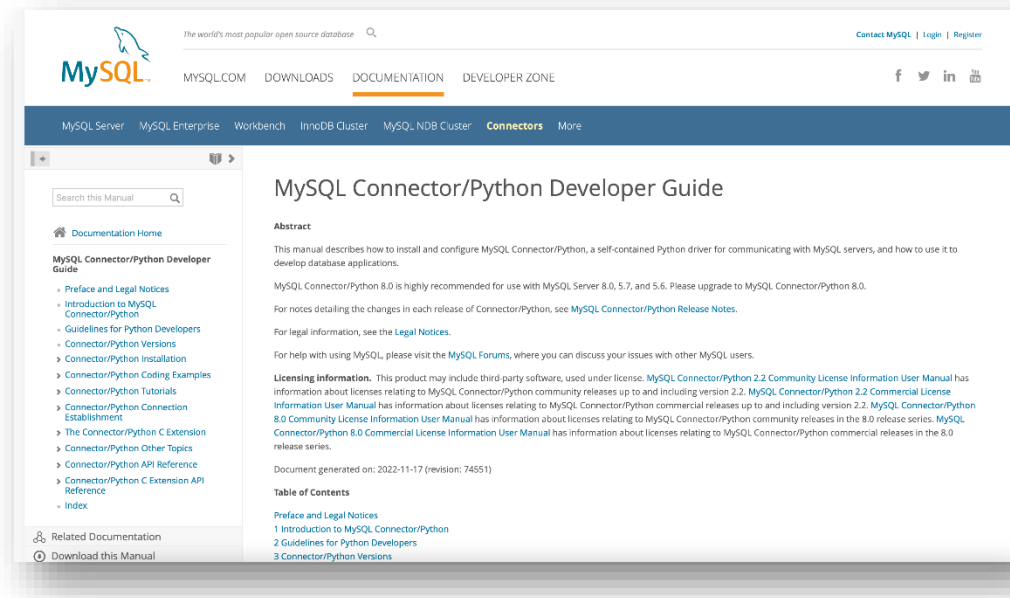 The world's most popular open source database
Contact MySQL | Login | Register
MySQL™
MYSQL.COM DOWNLOADS DOCUMENTATION DEVELOPER ZONE
MySQL Server MySQL Enterprise Workbench InnoDB Cluster MySQL NDB Cluster Connectors More
Search this Manual
Documentation Home
MySQL Connector/Python Developer
Guide
Preface and Legal Notices
Introduction to MySQL
Connector/Python
Guidelines for Python Developers
Connector/Python Versions
Connector/Python Installation
Connector/Python Coding Examples
Connector/Python Tutorials
Connector/Python Connection
Establishment
The Connector/Python C Extension
Connector/Python Other Topics
Connector/Python API Reference
Connector/Python C Extension API
Reference
Index
Related Documentation
Download this Manual
MySQL Connector/Python Developer Guide
Abstract
This manual describes how to install and configure MySQL Connector/Python, a self-contained Python driver for communicating with MySQL servers, and how to use it to
develop database applications.
MySQL Connector/Python 8.0 is highly recommended for use with MySQL Server 8.0, 5.7, and 5.6. Please upgrade to MySQL Connector/Python 8.0.
For notes detailing the changes in each release of Connector/Python, see MySQL Connector/Python Release Notes.
For legal information, see the Legal Notices.
For help with using MySQL, please visit the MySQL Forums, where you can discuss your issues with other MySQL users.
Licensing information. This product may include third-party software, used under license. MySQL Connector/Python 2.2 Community License Information User Manual has
information about licenses relating to MySQL Connector/Python community releases up to and including version 2.2. MySQL Connector/Python 2.2 Commercial License
Information User Manual has information about licenses relating to MySQL Connector/Python commercial releases up to and including version 2.2. MySQL Connector/Python
8.0 Community License Information User Manual has information about licenses relating to MySQL Connector/Python community releases in the 8.0 release series. MySQL
Connector/Python 8.0 Commercial License Information User Manual has information about licenses relating to MySQL Connector/Python commercial releases in the 8.0
release series.
Document generated on: 2022-11-17 (revision: 74551)
Table of Contents
Preface and Legal Notices
1 Introduction to MySQL Connector/Python
2 Guidelines for Python Developers
3 Connector/Python Versions